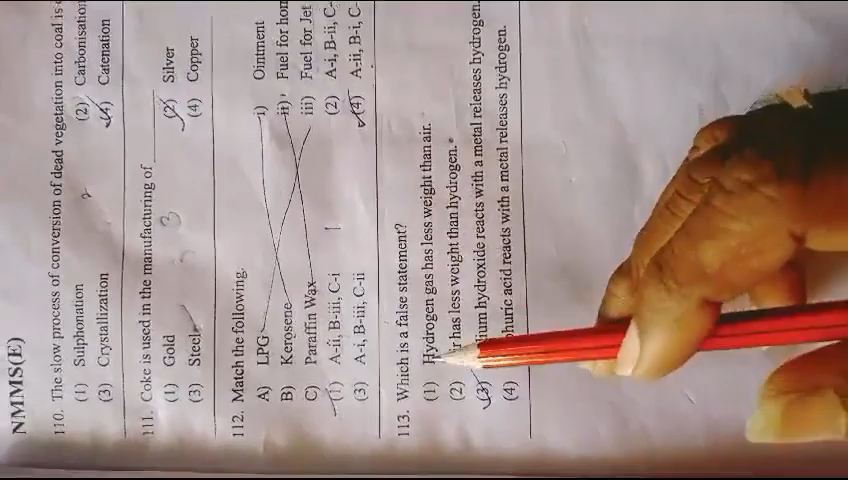 NMMS(E)
110. The slow process of conversion of dead vegetation into coal is
(1) Sulphonation (2) Carbonisation
(3) Crystallization (4) Catenation
111. Coke is used in the manufacturing of
(1) Gold (2) Silver
(3) Steel (4) Copper
3
112. Match the following.
A) LPG i) Ointment
B) Kerosene ii) Fuel for
C) Paraffin Wax iii) Fuel for Jet
(1) A-ii, B-iii, C-i (2) A-i, B-ii, C-
(3) A-i, B-iii, C-ii (4) A-ii, B-i, C-
113. Which is a false statement?
(1) Hydrogen gas has less weight than air.
(2) has less weight than hydrogen.
(3) hydroxide reacts with a metal releases hydrogen.
(4) acid reacts with a metal releases hydrogen.